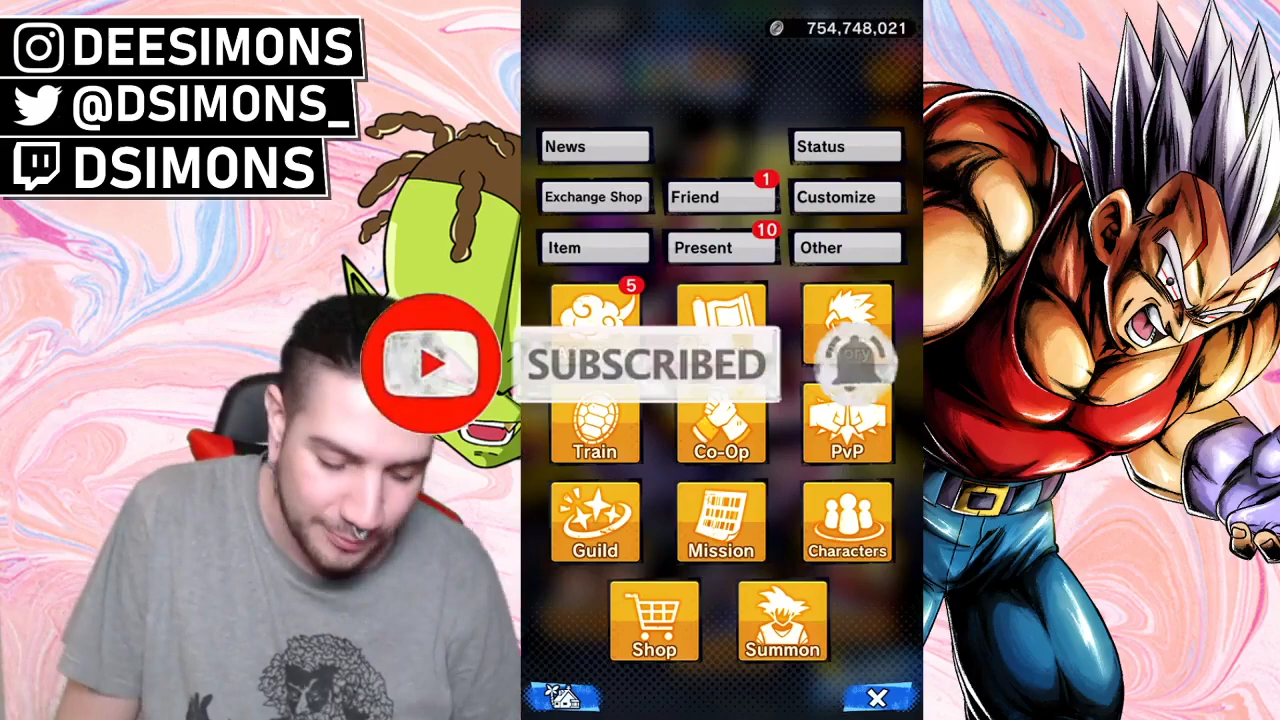 DEESIMONS
@DSIMONS_
DSIMONS
754,748,021
News
Status
Exchange Shop
Friend
1
Customize
Item
Present
10
Other
5
ory
SUBSCRIBED
Train
Co-Op
PvP
Guild
Mission
Characters
Shop
Summon
X